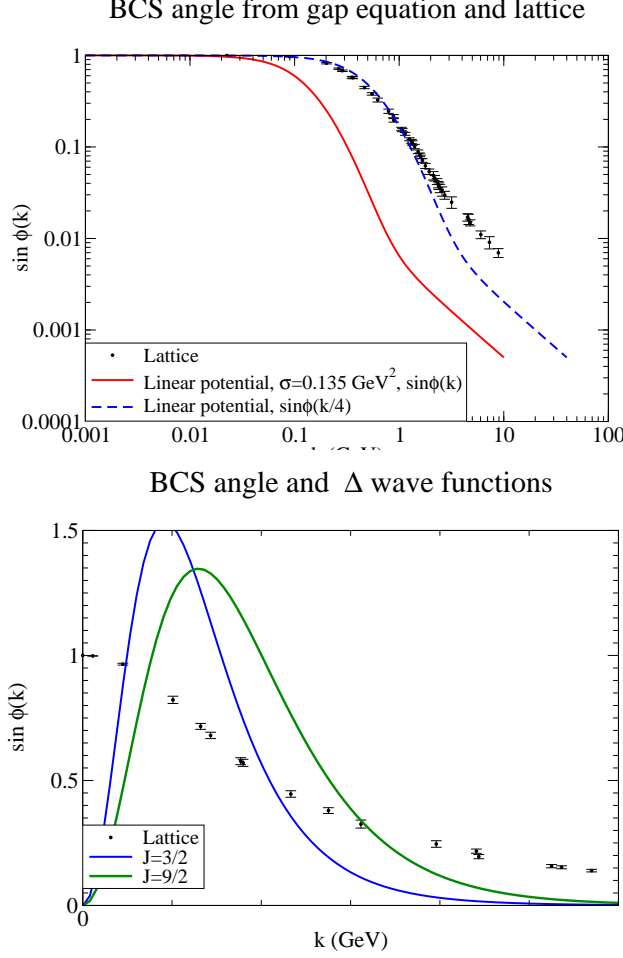 BCS angle from gap equation and lattice
sin ϕ(k)
1
0.1
0.01
0.001
0.0001
Lattice
Linear potential, σ=0.135 GeV², sinϕ(k)
Linear potential, sinϕ(k/4)
0.001 0.01 0.1 1 10 100
BCS angle and Δ wave functions
sin ϕ(k)
1.5
1
0.5
0
Lattice
J=3/2
J=9/2
0
k (GeV)